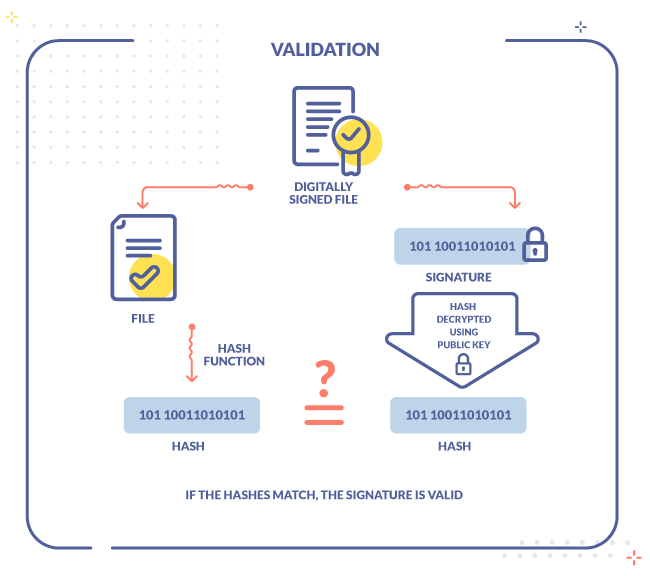 VALIDATION
DIGITALLY
SIGNED FILE
FILE
101 10011010101
SIGNATURE
HASH
DECRYPTED
USING
PUBLIC KEY
HASH
FUNCTION
?
101 10011010101
HASH
101 10011010101
HASH
IF THE HASHES MATCH, THE SIGNATURE IS VALID